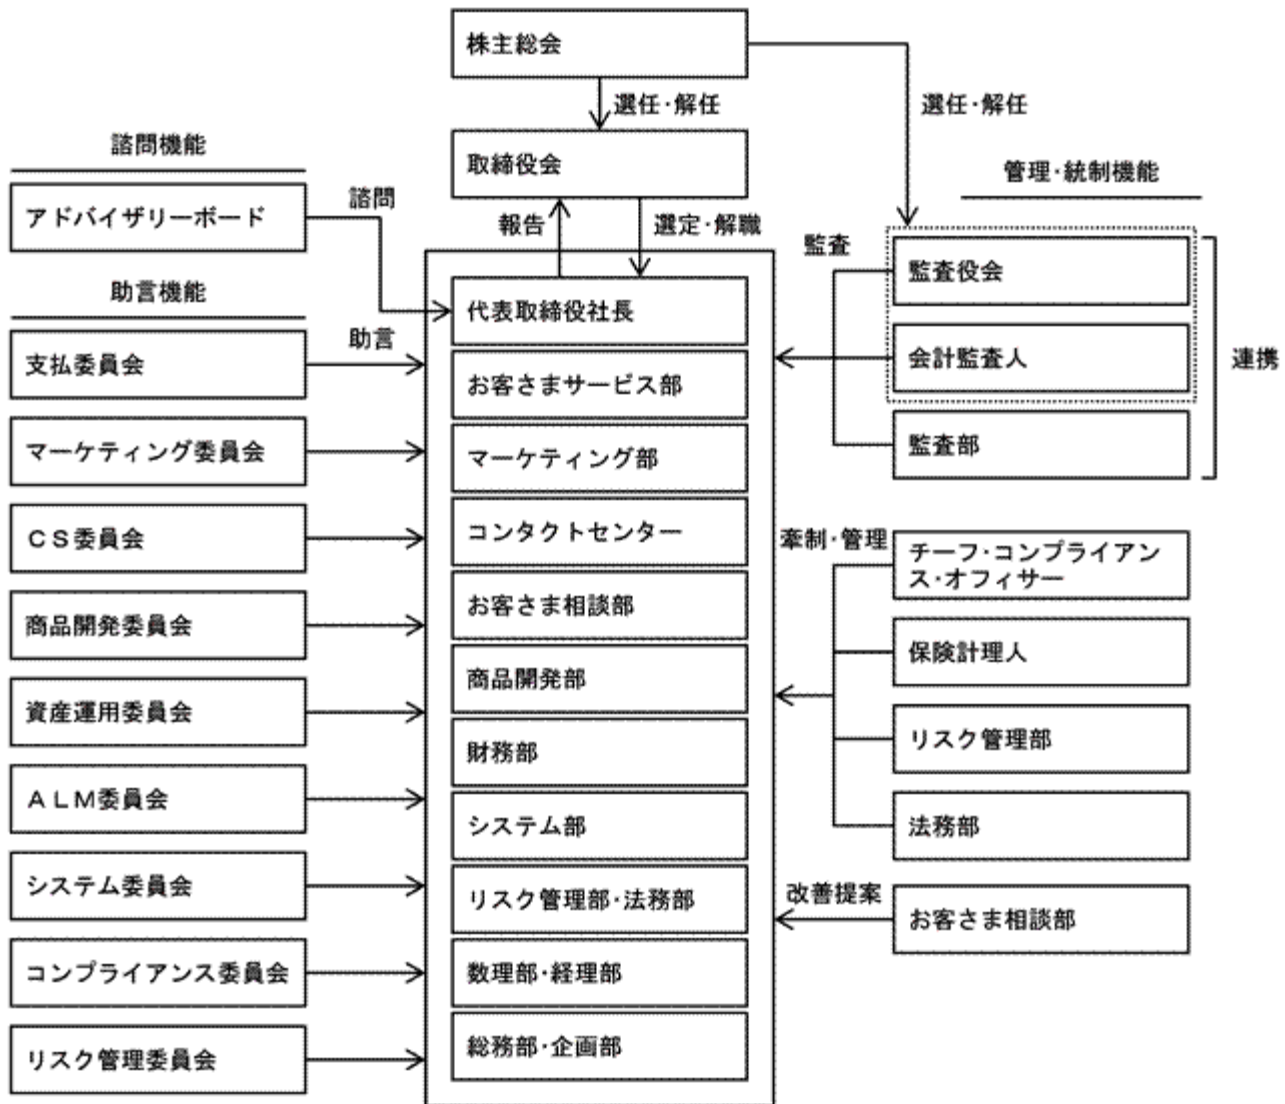 株主総会
選任・解任
選任・解任
取締役会
諮問機能
アドバイザリーボード
諮問
報告
選定・解職
管理・統制機能
監査
監査役会
会計監査人
監査部
連携
助言機能
助言
支払委員会
マーケティング委員会
ＣＳ委員会
商品開発委員会
資産運用委員会
ＡＬＭ委員会
システム委員会
コンプライアンス委員会
リスク管理委員会
代表取締役社長
お客さまサービス部
マーケティング部
コンタクトセンター
お客さま相談部
商品開発部
財務部
システム部
リスク管理部・法務部
数理部・経理部
総務部・企画部
牽制・管理
チーフ・コンプライアン
ス・オフィサー
保険計理人
リスク管理部
法務部
改善提案
お客さま相談部